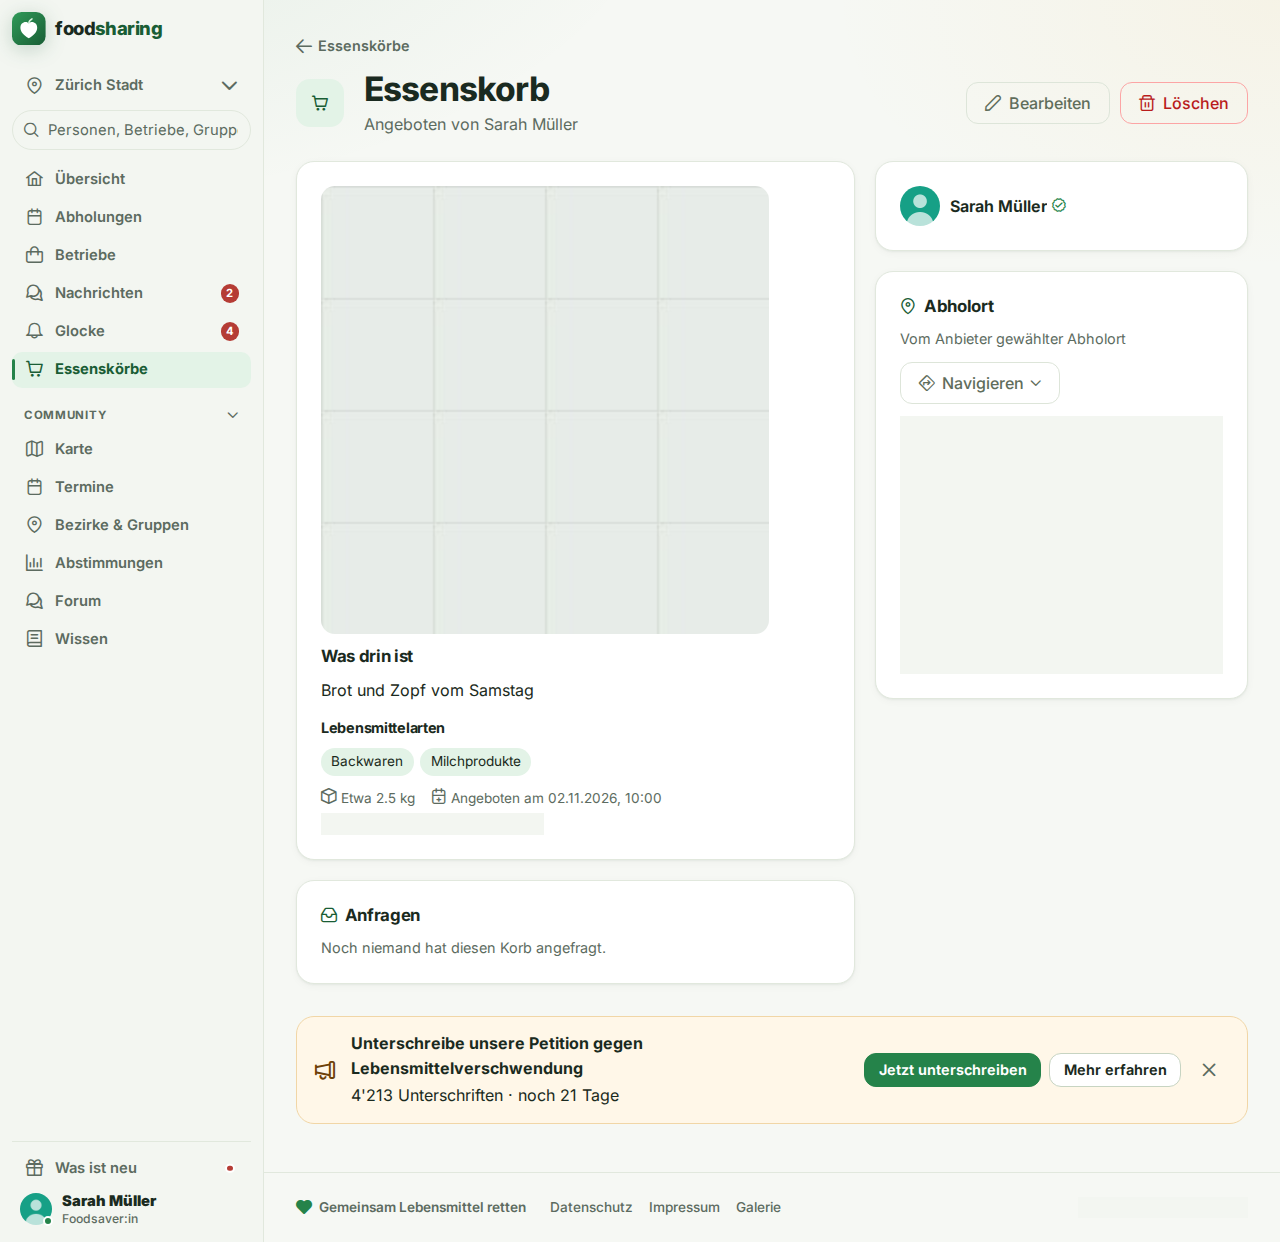 foodsharing
Zürich Stadt
Personen, Betriebe, Grupp
Übersicht
Abholungen
Betriebe
Nachrichten 2
Glocke 4
Essenskörbe
COMMUNITY
Karte
Termine
Bezirke & Gruppen
Abstimmungen
Forum
Wissen
Was ist neu
Sarah Müller
Foodsaver:in
Essenskörbe
Essenskorb
Angeboten von Sarah Müller
Bearbeiten
Löschen
Was drin ist
Brot und Zopf vom Samstag
Lebensmittelarten
Backwaren Milchprodukte
Etwa 2.5 kg Angeboten am 02.11.2026, 10:00
Anfragen
Noch niemand hat diesen Korb angefragt.
Sarah Müller
Abholort
Vom Anbieter gewählter Abholort
Navigieren
Unterschreibe unsere Petition gegen
Lebensmittelverschwendung
4'213 Unterschriften · noch 21 Tage
Jetzt unterschreiben
Mehr erfahren
Gemeinsam Lebensmittel retten Datenschutz Impressum Galerie